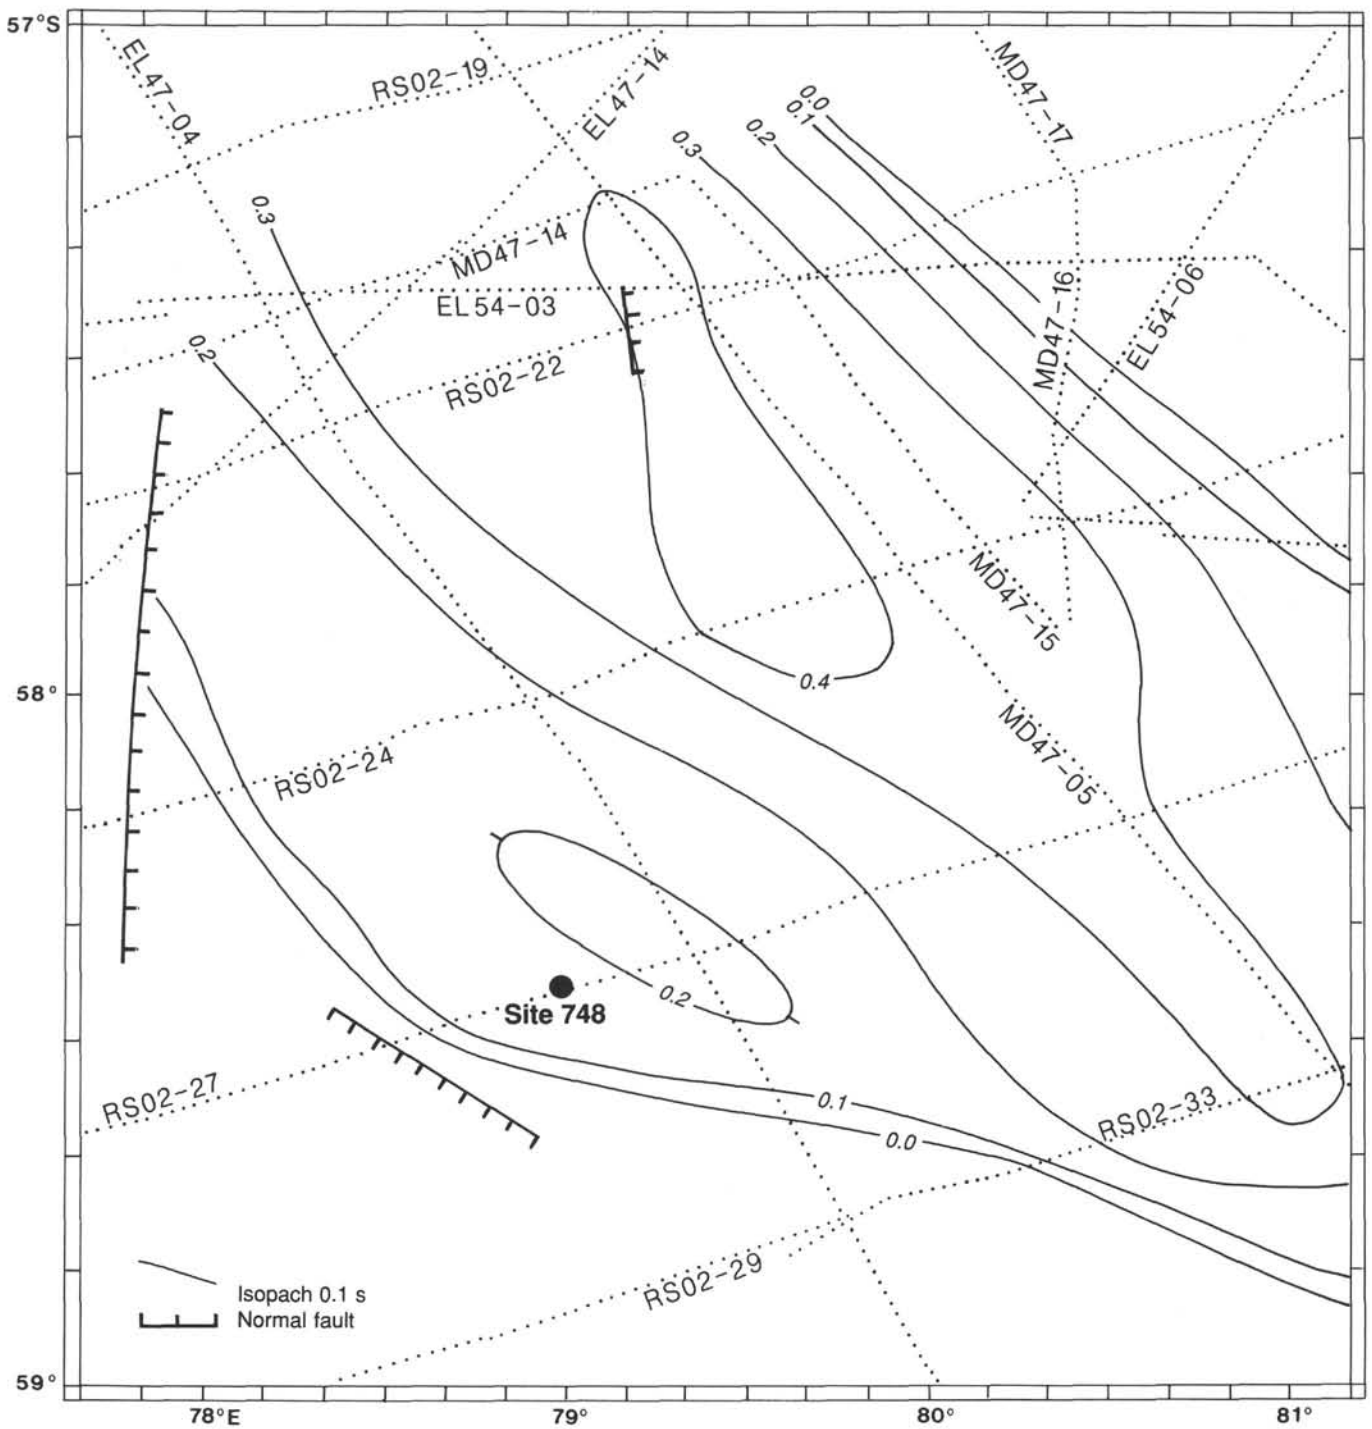 57°S
EL47-04
RS02-19
EL47-14
MD47-17
0.0
0.1
0.2
0.3
0.3
MD47-14
EL54-03
MD47-16
EL54-06
0.2
RS02-22
MD47-15
58°
0.4
MD47-05
RS02-24
0.2
Site 748
RS02-27
0.1
RS02-33
0.0
RS02-29
Isopach 0.1 s
Normal fault
59°
78°E
79°
80°
81°